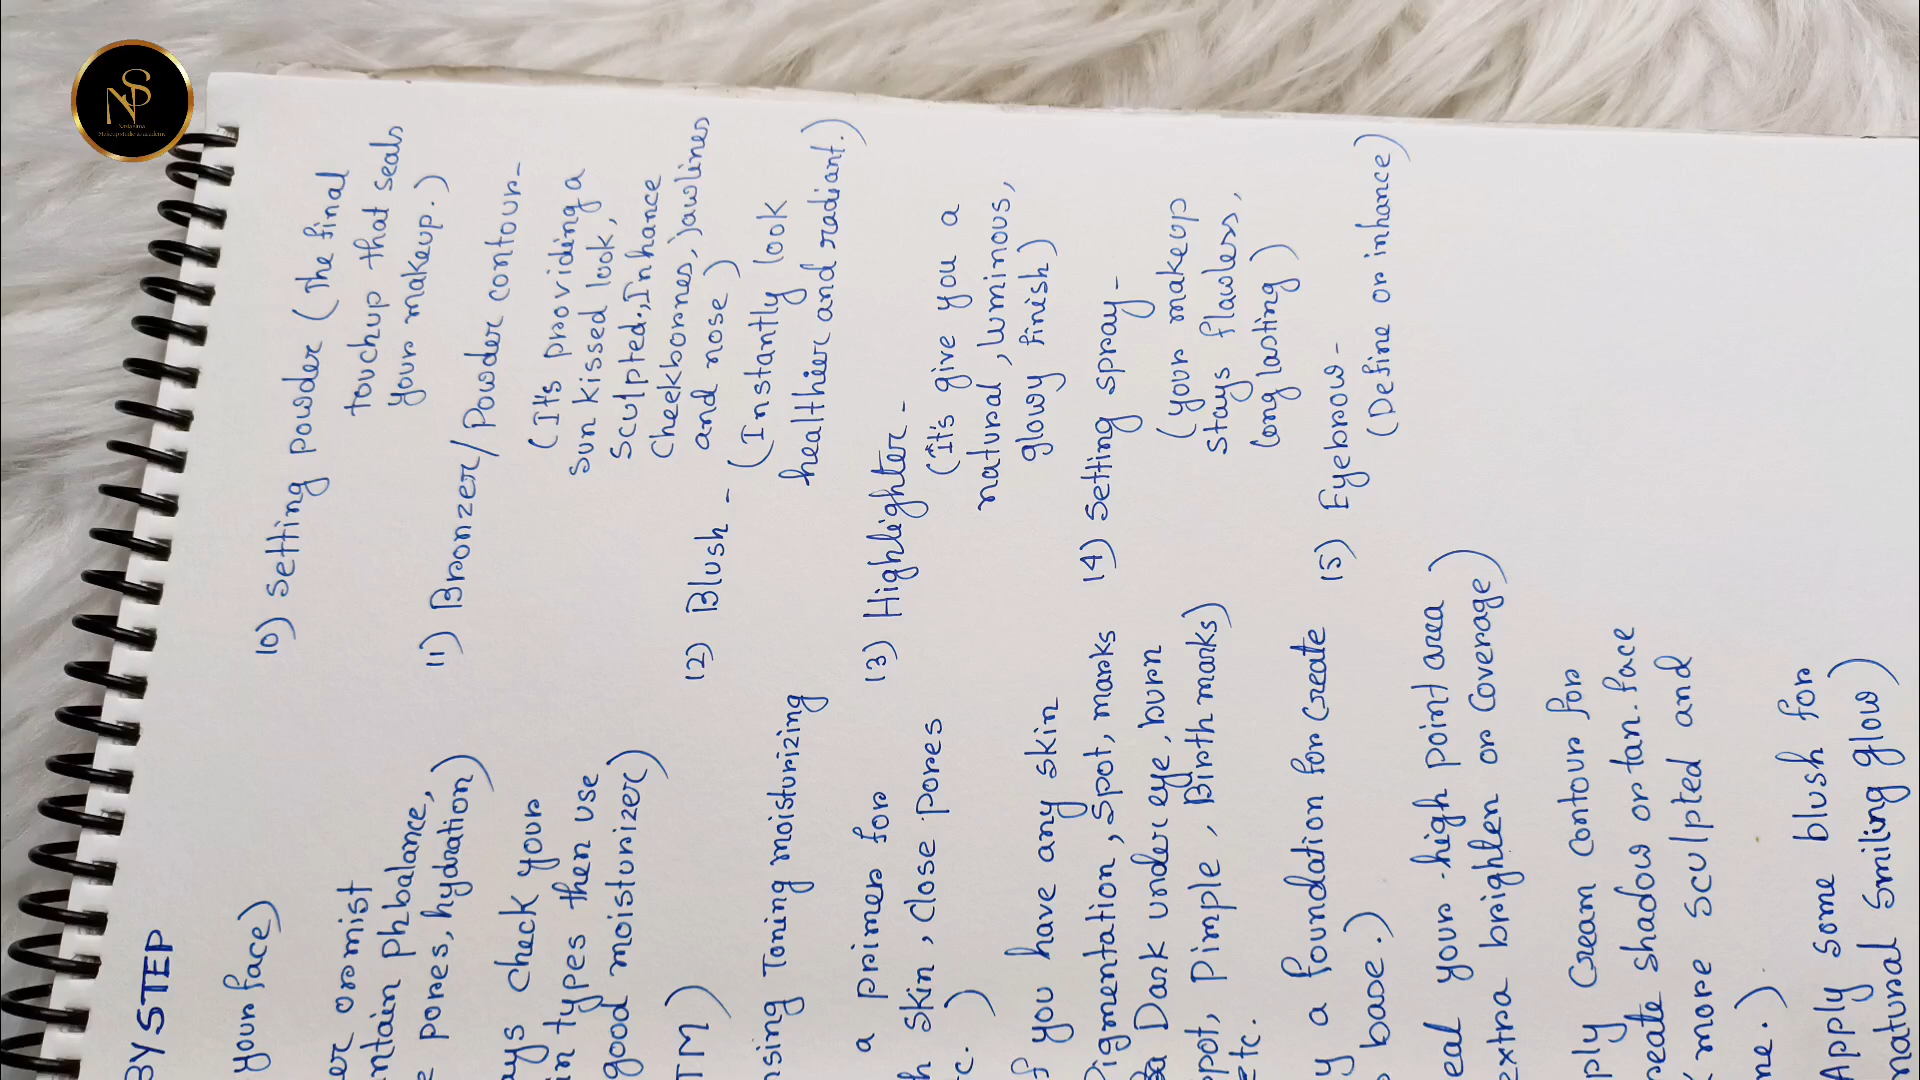 NS
BY STEP
your face)
er or mist
ntain Phbalance,
e pores, hydration)
ays check your
in types then use
good moisturizer)
TM)
nsing Toning moisturizing
a primer for
h skin, close pores
c. )
f you have any skin
Pigmentation, Spot, marks
Dark under eye, burn
ppot, Pimple, Birth marks)
etc.
y a foundation for create
base.)
eal your high point area
extra brighten or coverage)
ply cream contour for
reate shadow or tan. face
more sculpted and
ne.)
Apply some blush for
natural smiling glow)
10) Setting powder (The final
touchup that seals
your makeup.)
11) Bronzer/Powder contour-
(It's providing a
sun kissed look,
Sculpted., Inhance
cheekbornes, jawlines
and nose)
12) Blush - (Instantly look
healthier and radiant.)
13) Highlighter -
(It's give you a
natural, luminous,
glowy finish)
14) Setting spray -
(your makeup
stays flawless,
long lasting)
15) Eyebrow -
(Define or inhance)